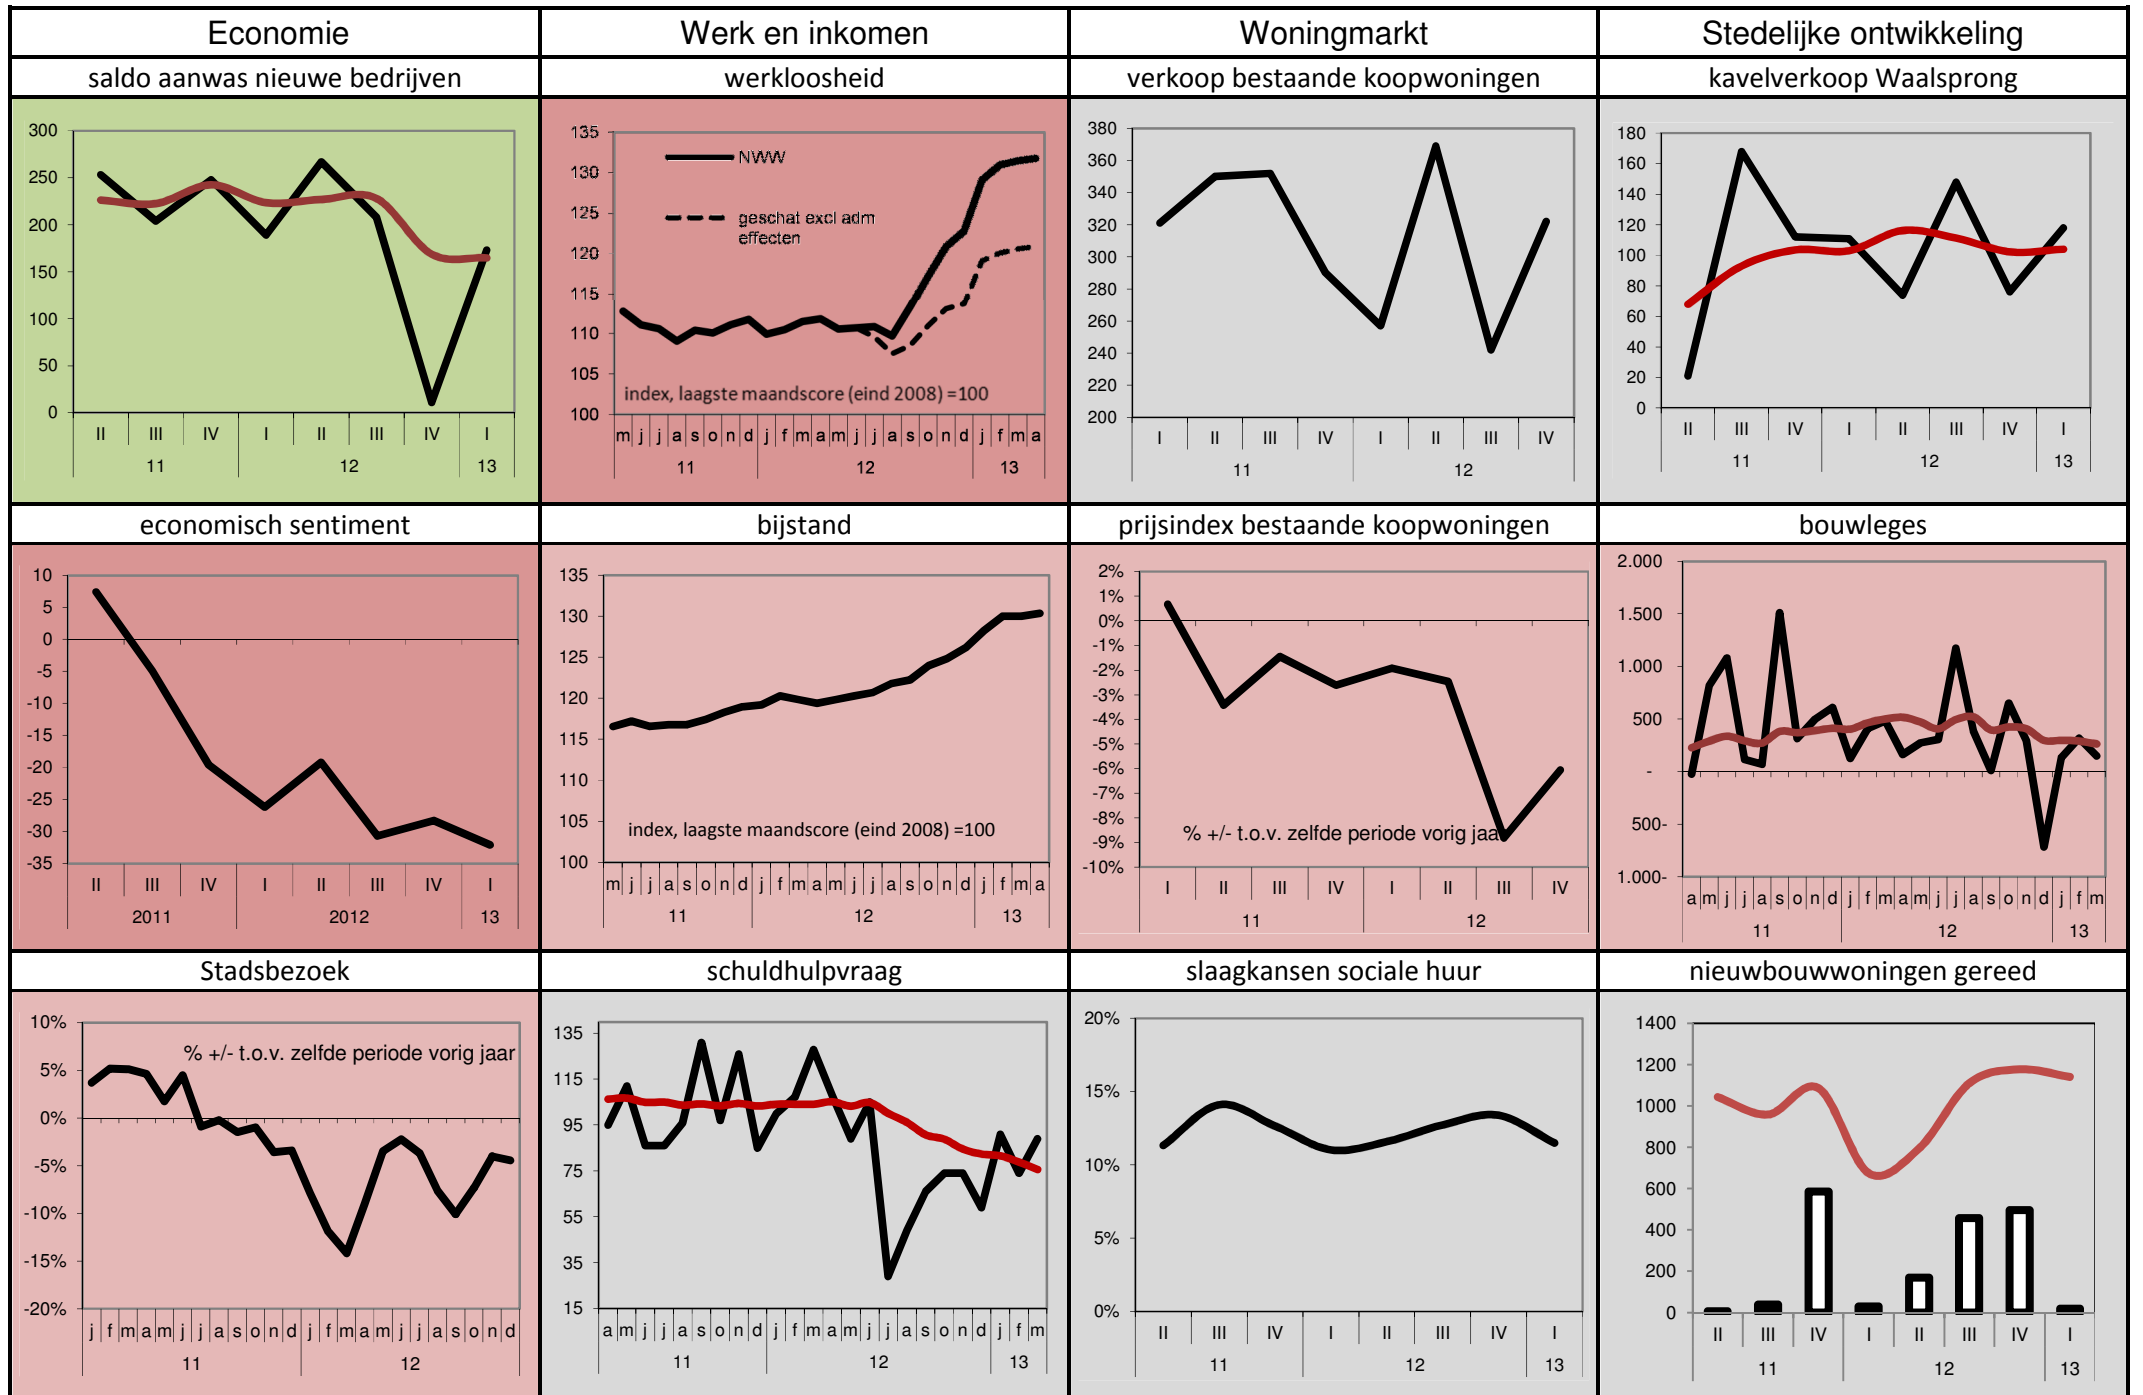 Economie
Werk en inkomen
Woningmarkt
Stedelijke ontwikkeling
saldo aanwas nieuwe bedrijven
werkloosheid
verkoop bestaande koopwoningen
kavelverkoop Waalsprong
300
250
200
150
100
50
0
II III IV I II III IV I
11 12 13
135
130
125
120
115
110
105
100
NWW
geschat excl adm
effecten
index, laagste maandscore (eind 2008) =100
m j j a s o n d j f m a m j j a s o n d j f m a
11 12 13
380
360
340
320
300
280
260
240
220
200
I II III IV I II III IV
11 12
180
160
140
120
100
80
60
40
20
0
II III IV I II III IV I
11 12 13
economisch sentiment
bijstand
prijsindex bestaande koopwoningen
bouwleges
10
5
0
-5
-10
-15
-20
-25
-30
-35
II III IV I II III IV I
2011 2012 13
135
130
125
120
115
110
105
100
index, laagste maandscore (eind 2008) =100
m j j a s o n d j f m a m j j a s o n d j f m a
11 12 13
2%
1%
0%
-1%
-2%
-3%
-4%
-5%
-6%
-7%
-8%
-9%
-10%
% +/- t.o.v. zelfde periode vorig jaar
I II III IV I II III IV
11 12
2.000
1.500
1.000
500
-
500-
1.000-
a m j j a s o n d j f m a m j j a s o n d j f m
11 12 13
Stadsbezoek
schuldhulpvraag
slaagkansen sociale huur
nieuwbouwwoningen gereed
10%
5%
0%
-5%
-10%
-15%
-20%
% +/- t.o.v. zelfde periode vorig jaar
j f m a m j j a s o n d j f m a m j j a s o n d
11 12
135
115
95
75
55
35
15
a m j j a s o n d j f m a m j j a s o n d j f m
11 12 13
20%
15%
10%
5%
0%
II III IV I II III IV I
11 12 13
1400
1200
1000
800
600
400
200
0
II III IV I II III IV I
11 12 13